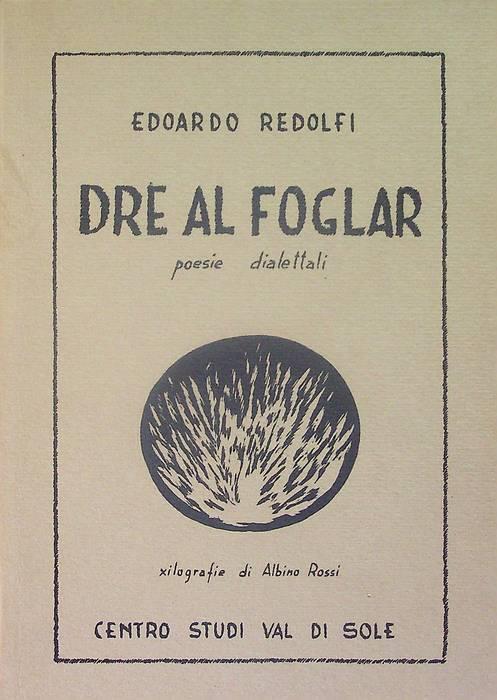 EDOARDO REDOLFI
DRE AL FOGLAR
poesie dialettali
xilografie di Albino Rossi
CENTRO STUDI VAL DI SOLE